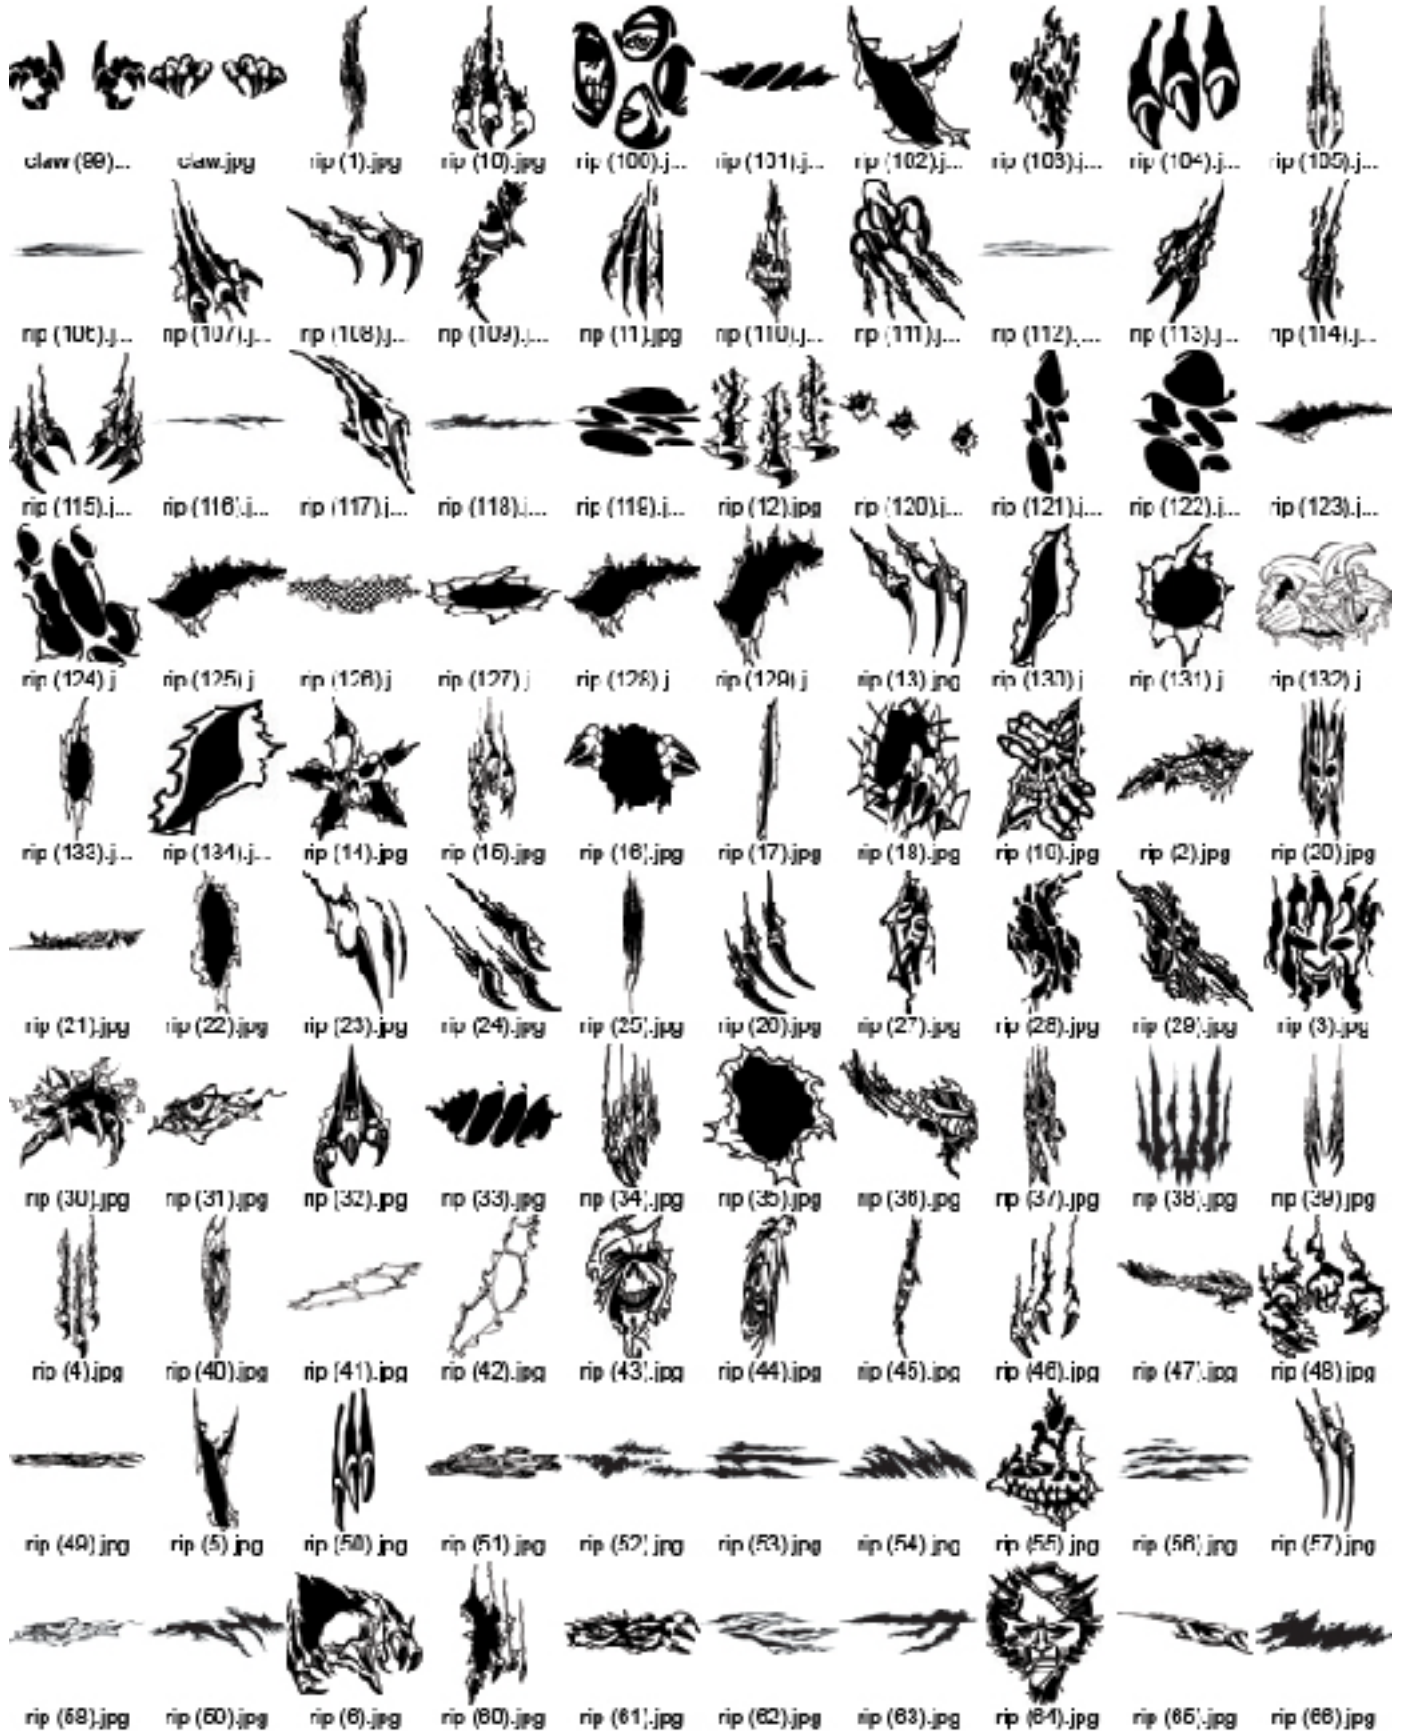 claw (99)... claw.jpg rip (1).jpg rip (10).jpg rip (100).j... rip (101).j... rip (102).j... rip (103).j... rip (104).j... rip (105).j...
rip (106).j... rip (107).j... rip (108).j... rip (109).j... rip (11).jpg rip (110).j... rip (111).j... rip (112).j... rip (113).j... rip (114).j...
rip (115).j... rip (116).j... rip (117).j... rip (118).j... rip (119).j... rip (12).jpg rip (120).j... rip (121).j... rip (122).j... rip (123).j...
rip (124).j rip (125).j rip (126).j rip (127).j rip (128).j rip (129).j rip (13).jpg rip (130).j rip (131).j rip (132).j
rip (133).j... rip (134).j... rip (14).jpg rip (15).jpg rip (16).jpg rip (17).jpg rip (18).jpg rip (19).jpg rip (2).jpg rip (20).jpg
rip (21).jpg rip (22).jpg rip (23).jpg rip (24).jpg rip (25).jpg rip (26).jpg rip (27).jpg rip (28).jpg rip (29).jpg rip (3).jpg
rip (30).jpg rip (31).jpg rip (32).jpg rip (33).jpg rip (34).jpg rip (35).jpg rip (36).jpg rip (37).jpg rip (38).jpg rip (39).jpg
rip (4).jpg rip (40).jpg rip (41).jpg rip (42).jpg rip (43).jpg rip (44).jpg rip (45).jpg rip (46).jpg rip (47).jpg rip (48).jpg
rip (49).jpg rip (5).jpg rip (50).jpg rip (51).jpg rip (52).jpg rip (53).jpg rip (54).jpg rip (55).jpg rip (56).jpg rip (57).jpg
rip (58).jpg rip (59).jpg rip (6).jpg rip (60).jpg rip (61).jpg rip (62).jpg rip (63).jpg rip (64).jpg rip (65).jpg rip (66).jpg